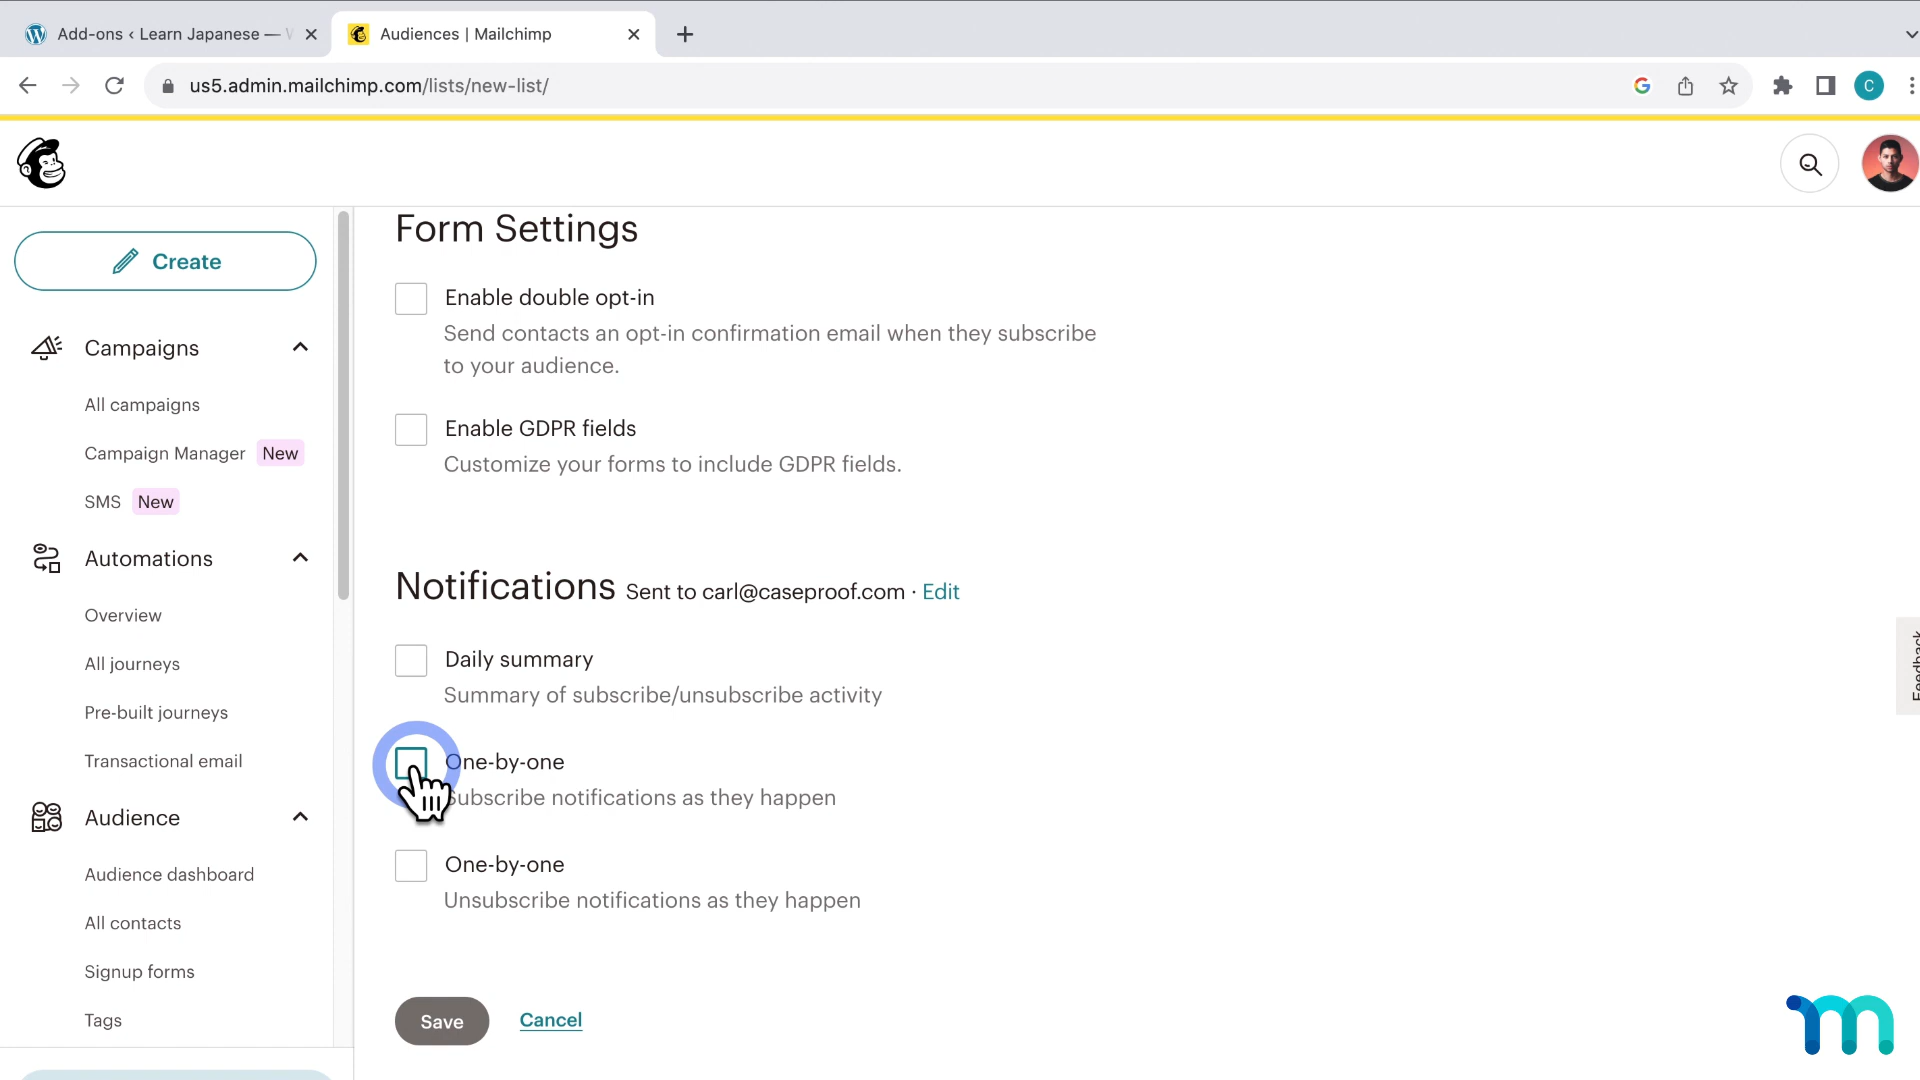 Add-ons ‹ Learn Japanese —
Audiences | Mailchimp
us5.admin.mailchimp.com/lists/new-list/
C
Create
Campaigns
All campaigns
Campaign Manager New
SMS New
Automations
Overview
All journeys
Pre-built journeys
Transactional email
Audience
Audience dashboard
All contacts
Signup forms
Tags
Form Settings
Enable double opt-in
Send contacts an opt-in confirmation email when they subscribe
to your audience.
Enable GDPR fields
Customize your forms to include GDPR fields.
Notifications Sent to carl@caseproof.com · Edit
Daily summary
Summary of subscribe/unsubscribe activity
One-by-one
Subscribe notifications as they happen
One-by-one
Unsubscribe notifications as they happen
Save Cancel
Feedback